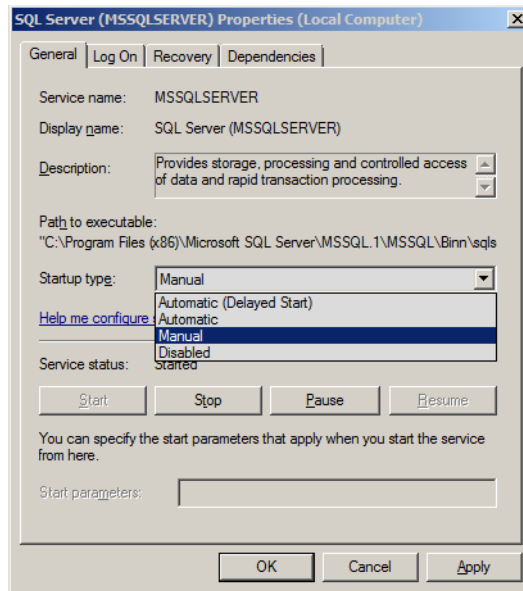 SQL Server (MSSQLSERVER) Properties (Local Computer)
General Log On Recovery Dependencies
Service name: MSSQLSERVER
Display name: SQL Server (MSSQLSERVER)
Description: Provides storage, processing and controlled access
of data and rapid transaction processing.
Path to executable:
"C:\Program Files (x86)\Microsoft SQL Server\MSSQL.1\MSSQL\Binn\sqls
Startup type: Manual
Automatic (Delayed Start)
Help me configure Automatic
Manual
Disabled
Service status: Started
Start Stop Pause Resume
You can specify the start parameters that apply when you start the service
from here.
Start parameters:
OK Cancel Apply